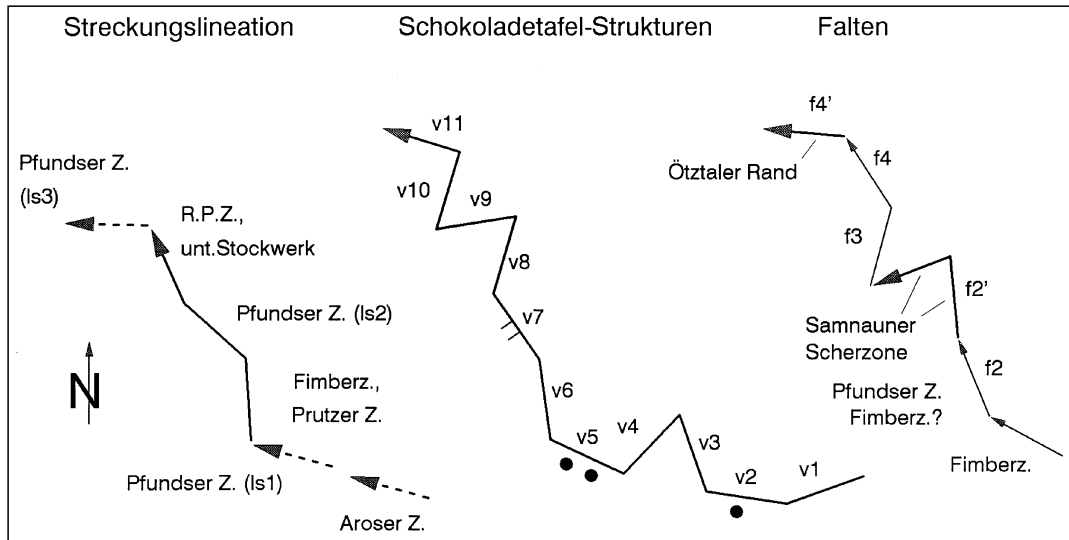 Streckungslineation
Schokoladetafel-Strukturen
Falten
Pfundser Z.
(ls3)
R.P.Z.,
unt.Stockwerk
Pfundser Z. (ls2)
Fimberz.,
Prutzer Z.
N
Pfundser Z. (ls1)
Aroser Z.
v11
v10
v9
v8
v7
v6
v5
v4
v3
v2
v1
f4'
Ötztaler Rand
f4
f3
f2'
Samnauner
Scherzone
f2
Pfundser Z.
Fimberz.?
Fimberz.